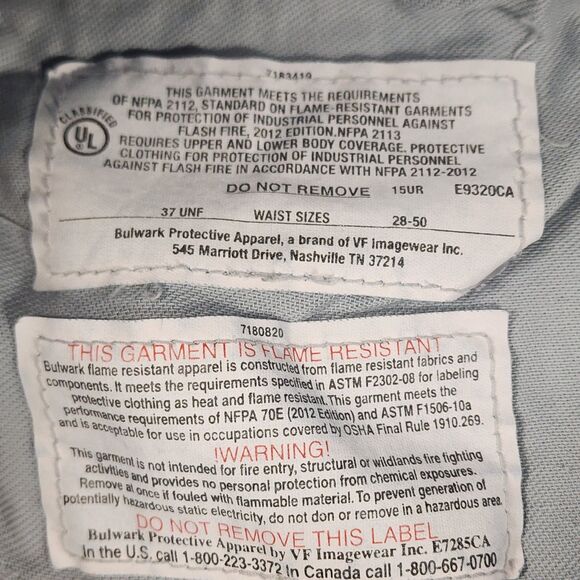 7183419
THIS GARMENT MEETS THE REQUIREMENTS
OF NFPA 2112, STANDARD ON FLAME-RESISTANT GARMENTS
FOR PROTECTION OF INDUSTRIAL PERSONNEL AGAINST
FLASH FIRE, 2012 EDITION.NFPA 2113
REQUIRES UPPER AND LOWER BODY COVERAGE. PROTECTIVE
CLOTHING FOR PROTECTION OF INDUSTRIAL PERSONNEL
AGAINST FLASH FIRE IN ACCORDANCE WITH NFPA 2112-2012
CLASSIFIED
UL
DO NOT REMOVE 15UR E9320CA
37 UNF WAIST SIZES 28-50
Bulwark Protective Apparel, a brand of VF Imagewear Inc.
545 Marriott Drive, Nashville TN 37214
7180820
THIS GARMENT IS FLAME RESISTANT
Bulwark flame resistant apparel is constructed from flame resistant fabrics and
components. It meets the requirements specified in ASTM F2302-08 for labeling
protective clothing as heat and flame resistant. This garment meets the
performance requirements of NFPA 70E (2012 Edition) and ASTM F1506-10a
and is acceptable for use in occupations covered by OSHA Final Rule 1910.269.
!WARNING!
This garment is not intended for fire entry, structural or wildlands fire fighting
activities and provides no personal protection from chemical exposures.
Remove at once if fouled with flammable material. To prevent generation of
potentially hazardous static electricity, do not don or remove in a hazardous area.
DO NOT REMOVE THIS LABEL
Bulwark Protective Apparel by VF Imagewear Inc. E7285CA
In the U.S. call 1-800-223-3372 In Canada call 1-800-667-0700